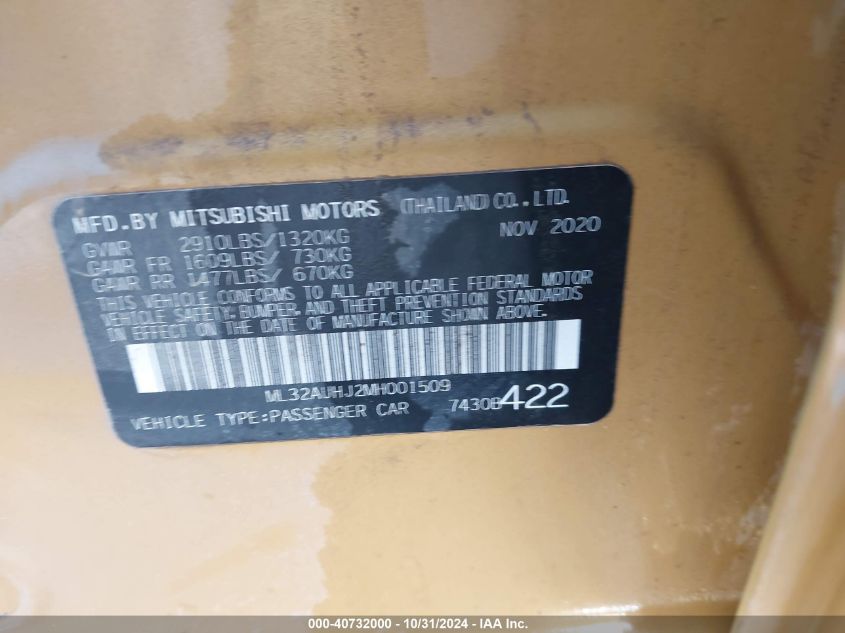 MFD.BY MITSUBISHI MOTORS (THAILAND) CO.,LTD.
NOV 2020
GVWR 2910LBS/1320KG
GAWR FR 1609LBS/ 730KG
GAWR RR 1477LBS/ 670KG
THIS VEHICLE CONFORMS TO ALL APPLICABLE FEDERAL MOTOR
VEHICLE SAFETY,BUMPER,AND THEFT PREVENTION STANDARDS
IN EFFECT ON THE DATE OF MANUFACTURE SHOWN ABOVE.
ML32AUHJ2MH001509
VEHICLE TYPE:PASSENGER CAR 7430B422
000-40732000 - 10/31/2024 - IAA Inc.